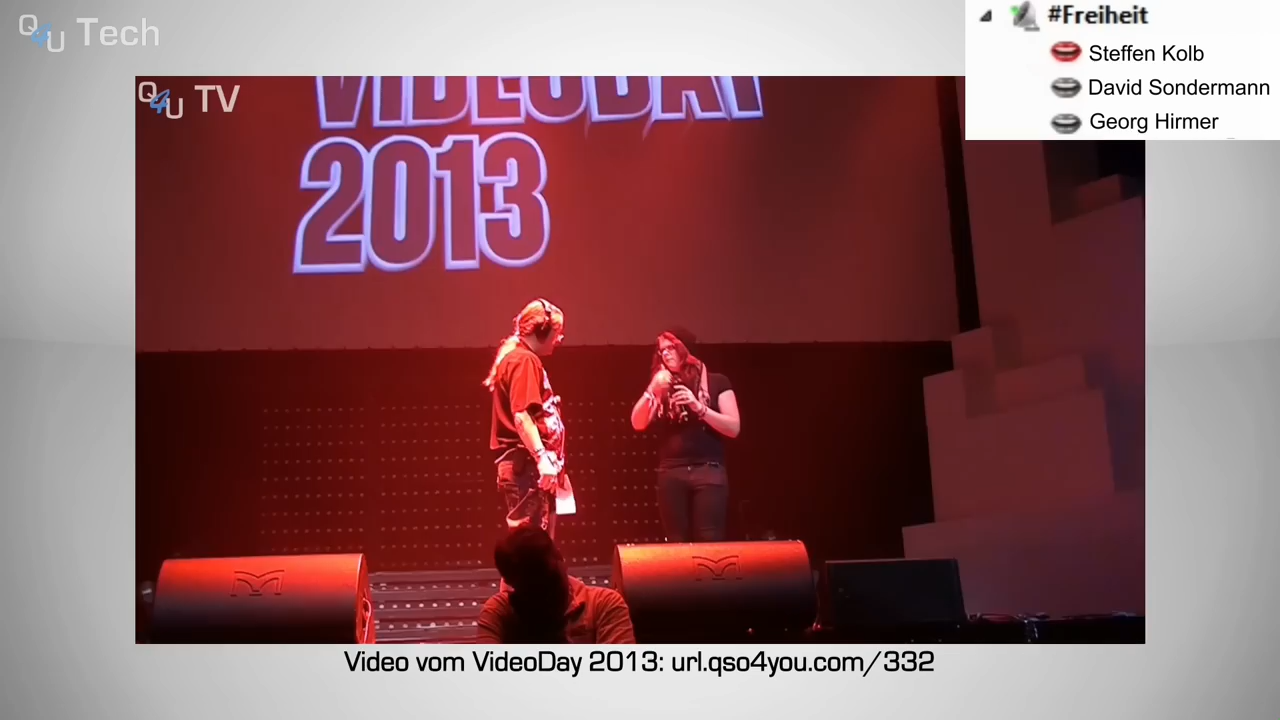 Q4U Tech
#Freiheit
Steffen Kolb
David Sondermann
Georg Hirmer
Q4U TV
VIDEODAY
2013
Video vom VideoDay 2013: url.qso4you.com/332